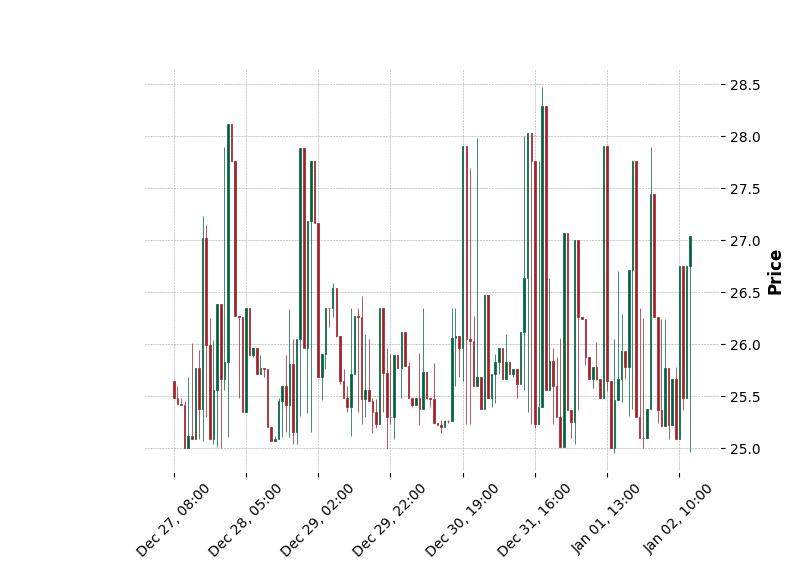 28.5
28.0
27.5
27.0
26.5
26.0
25.5
25.0
Price
Dec 27, 08:00
Dec 28, 05:00
Dec 29, 02:00
Dec 29, 22:00
Dec 30, 19:00
Dec 31, 16:00
Jan 01, 13:00
Jan 02, 10:00